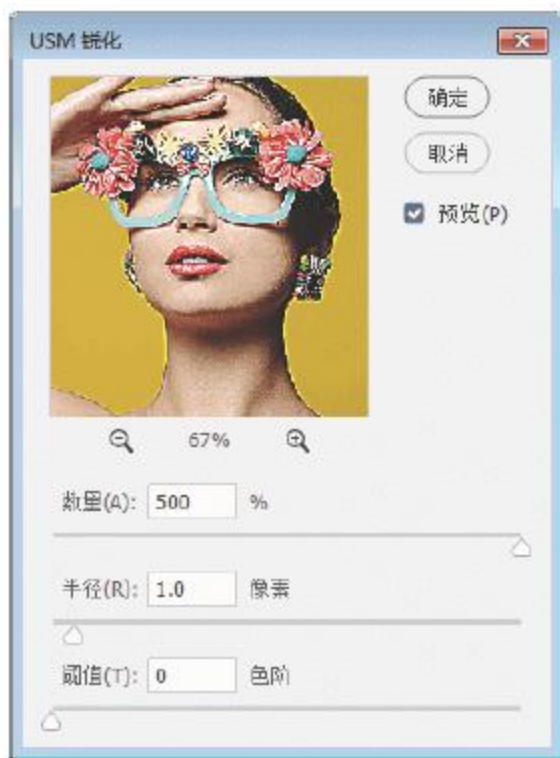 USM 锐化
确定
取消
预览(P)
67%
数量(A): 500 %
半径(R): 1.0 像素
阈值(T): 0 色阶